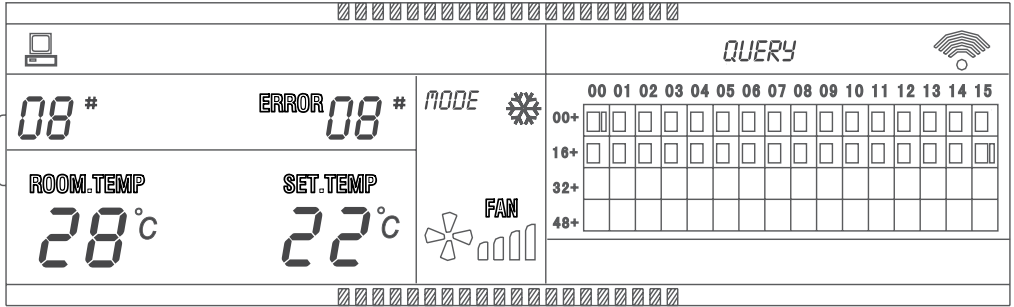 QUERY
08 # ERROR 08 #
MODE
00 01 02 03 04 05 06 07 08 09 10 11 12 13 14 15
00+
16+
32+
48+
ROOM.TEMP SET.TEMP
28°C 22°C
FAN